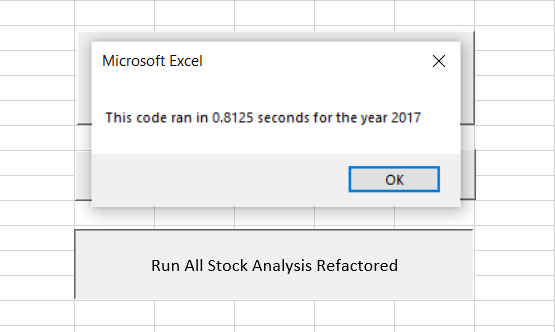 Microsoft Excel
This code ran in 0.8125 seconds for the year 2017
OK
Run All Stock Analysis Refactored